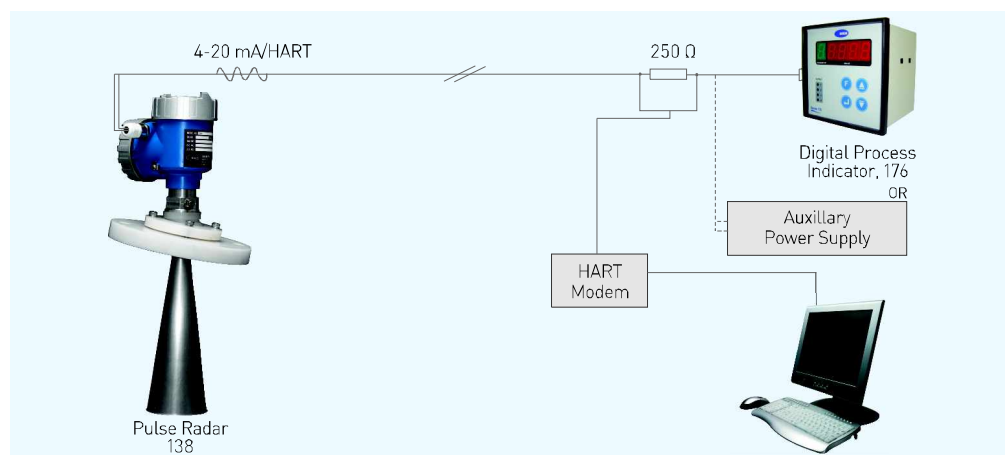 4-20 mA/HART
250 Ω
Digital Process
Indicator, 176
OR
Auxillary
Power Supply
HART
Modem
Pulse Radar
138